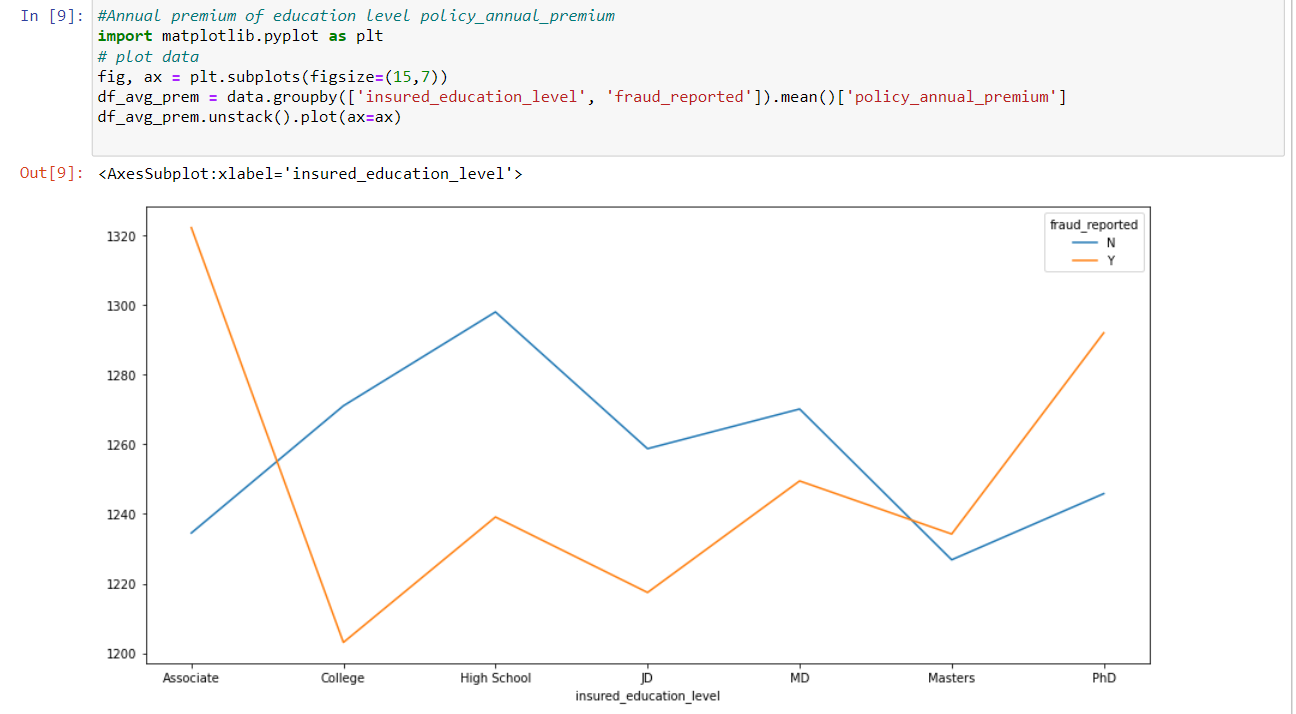 In [9]: #Annual premium of education level policy_annual_premium
import matplotlib.pyplot as plt
# plot data
fig, ax = plt.subplots(figsize=(15,7))
df_avg_prem = data.groupby(['insured_education_level', 'fraud_reported']).mean()['policy_annual_premium']
df_avg_prem.unstack().plot(ax=ax)
Out[9]: <AxesSubplot:xlabel='insured_education_level'>
fraud_reported
N
Y
1320
1300
1280
1260
1240
1220
1200
Associate College High School JD MD Masters PhD
insured_education_level